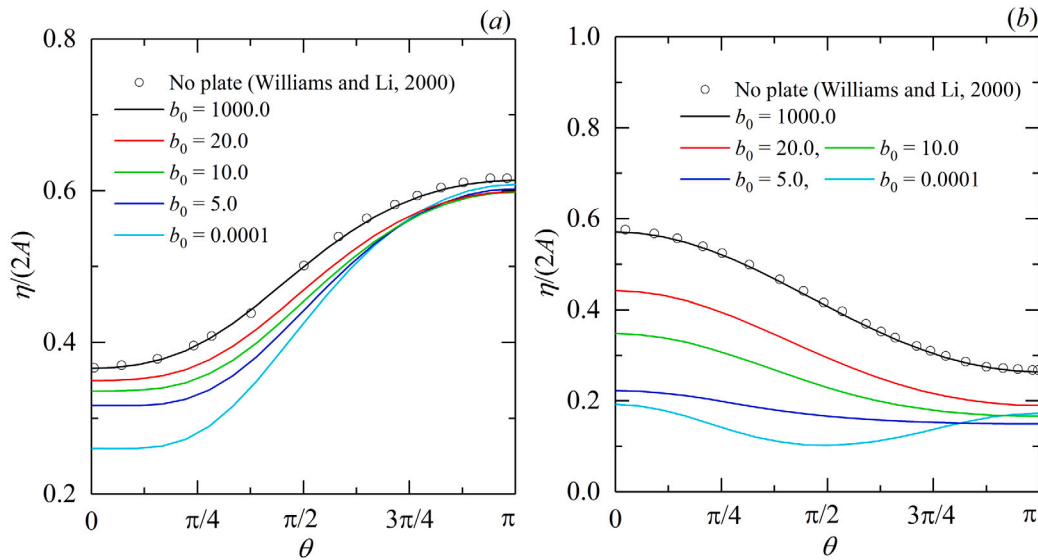 (a)
0.8
No plate (Williams and Li, 2000)
b₀ = 1000.0
b₀ = 20.0
b₀ = 10.0
b₀ = 5.0
b₀ = 0.0001
0.6
0.4
0.2
η/(2A)
0 π/4 π/2 3π/4 π
θ
(b)
1.0
No plate (Williams and Li, 2000)
b₀ = 1000.0
b₀ = 20.0, b₀ = 10.0
b₀ = 5.0, b₀ = 0.0001
0.8
0.6
0.4
0.2
0.0
η/(2A)
0 π/4 π/2 3π/4 π
θ